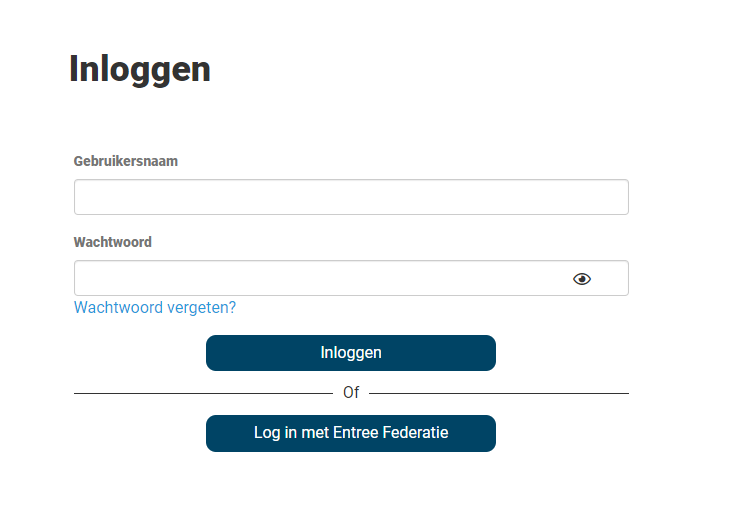 Inloggen
Gebruikersnaam
Wachtwoord
Wachtwoord vergeten?
Inloggen
Of
Log in met Entree Federatie